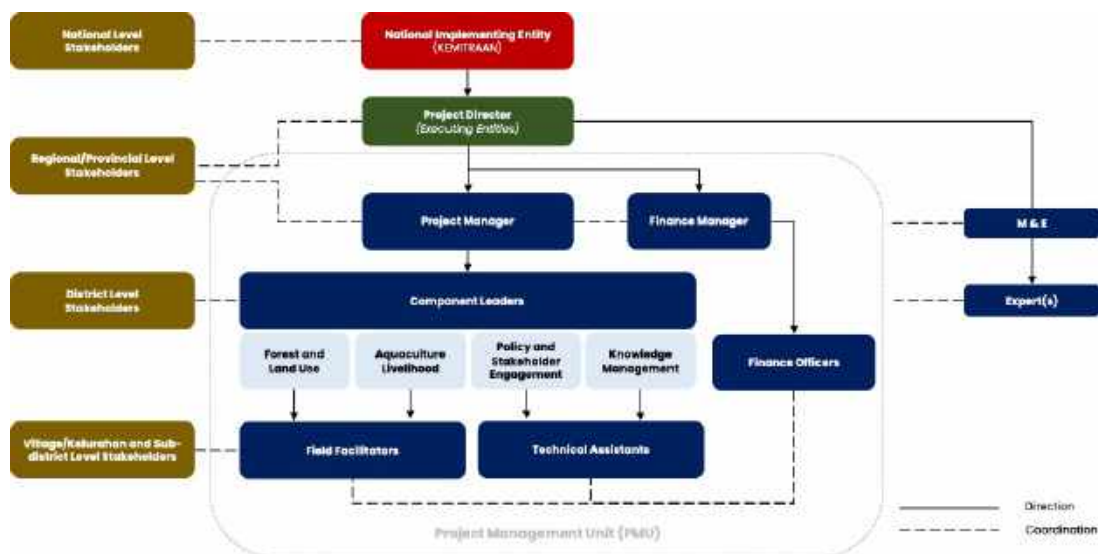 National Level
Stakeholders
National Implementing Entity
(KEMITRAAN)
Project Director
(Executing Entities)
Regional/Provincial Level
Stakeholders
Project Manager
Finance Manager
M & E
District Level
Stakeholders
Component Leaders
Expert(s)
Forest and
Land Use
Aquaculture
Livelihood
Policy and
Stakeholder
Engagement
Knowledge
Management
Finance Officers
Village/Kelurahan and Sub-
district Level Stakeholders
Field Facilitators
Technical Assistants
Project Management Unit (PMU)
Direction
Coordination